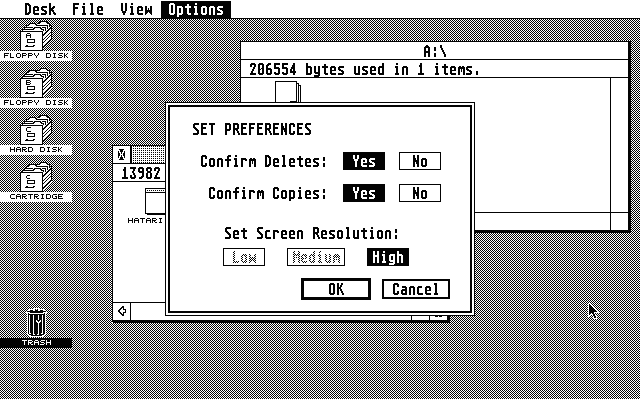 Desk File View Options
FLOPPY DISK
FLOPPY DISK
HARD DISK
CARTRIDGE
TRASH
A:\
206554 bytes used in 1 items.
13982
HATARI
SET PREFERENCES
Confirm Deletes: Yes No
Confirm Copies: Yes No
Set Screen Resolution:
Low Medium High
OK Cancel